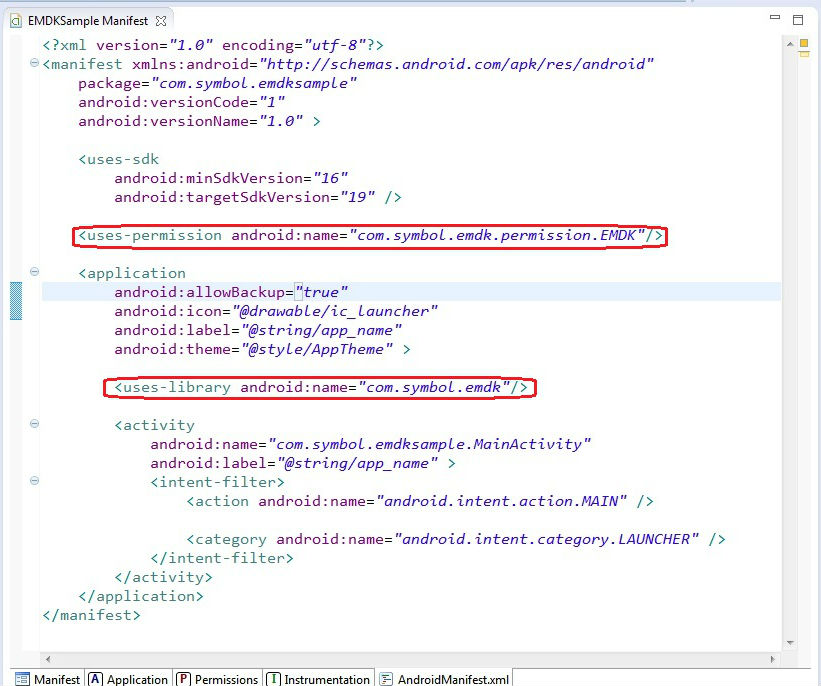 EMDKSample Manifest
<?xml version="1.0" encoding="utf-8"?>
<manifest xmlns:android="http://schemas.android.com/apk/res/android"
    package="com.symbol.emdksample"
    android:versionCode="1"
    android:versionName="1.0" >
    <uses-sdk
        android:minSdkVersion="16"
        android:targetSdkVersion="19" />
    <uses-permission android:name="com.symbol.emdk.permission.EMDK"/>
    <application
        android:allowBackup="true"
        android:icon="@drawable/ic_launcher"
        android:label="@string/app_name"
        android:theme="@style/AppTheme" >
        <uses-library android:name="com.symbol.emdk"/>
        <activity
            android:name="com.symbol.emdksample.MainActivity"
            android:label="@string/app_name" >
            <intent-filter>
                <action android:name="android.intent.action.MAIN" />
                <category android:name="android.intent.category.LAUNCHER" />
            </intent-filter>
        </activity>
    </application>
</manifest>
Manifest A Application P Permissions I Instrumentation AndroidManifest.xml